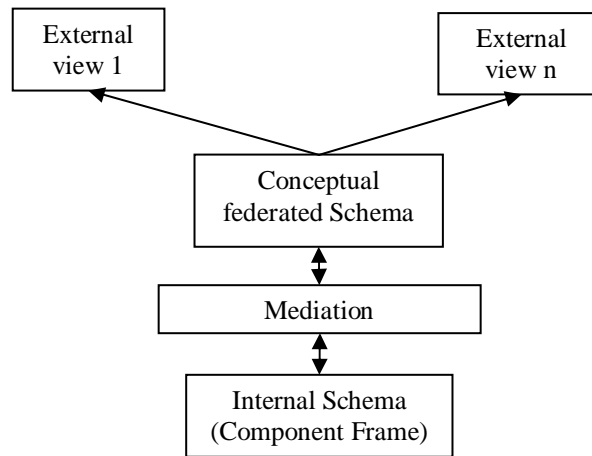 External
view 1
External
view n
Conceptual
federated Schema
Mediation
Internal Schema
(Component Frame)